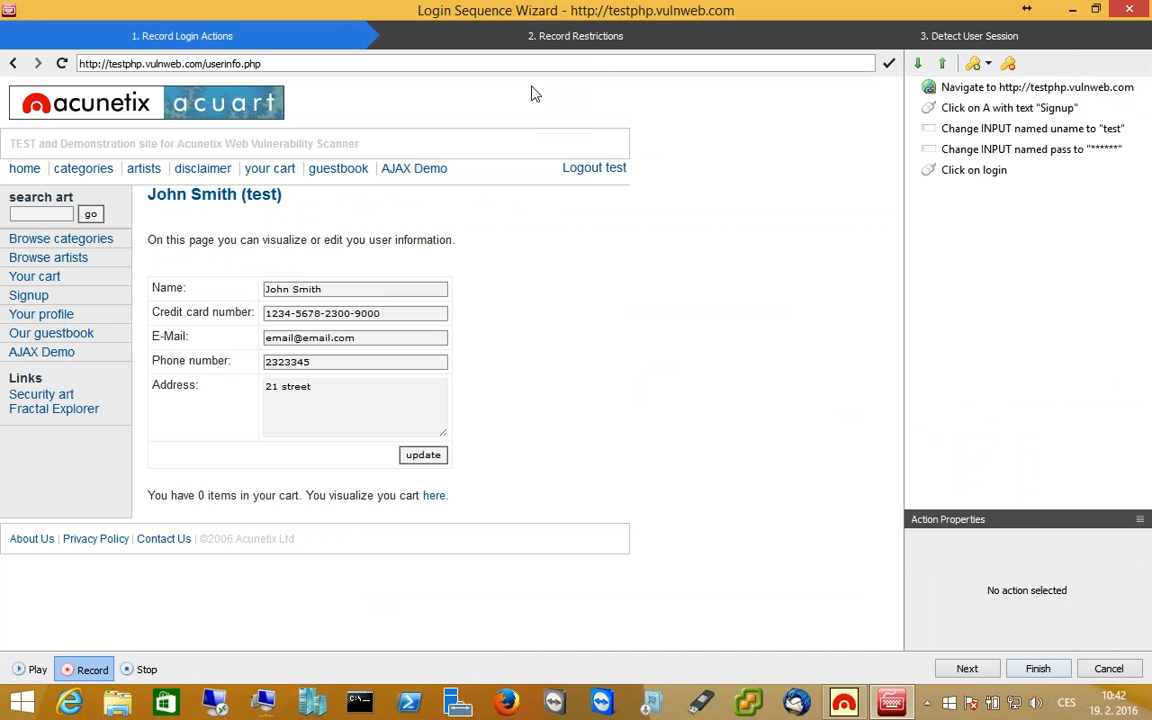 Login Sequence Wizard - http://testphp.vulnweb.com
1. Record Login Actions
2. Record Restrictions
3. Detect User Session
http://testphp.vulnweb.com/userinfo.php
acunetix acuart
TEST and Demonstration site for Acunetix Web Vulnerability Scanner
home | categories | artists | disclaimer | your cart | guestbook | AJAX Demo
Logout test
search art
go
Browse categories
Browse artists
Your cart
Signup
Your profile
Our guestbook
AJAX Demo
Links
Security art
Fractal Explorer
John Smith (test)
On this page you can visualize or edit you user information.
Name: John Smith
Credit card number: 1234-5678-2300-9000
E-Mail: email@email.com
Phone number: 2323345
Address: 21 street
update
You have 0 items in your cart. You visualize you cart here.
About Us | Privacy Policy | Contact Us | ©2006 Acunetix Ltd
Navigate to http://testphp.vulnweb.com
Click on A with text "Signup"
Change INPUT named uname to "test"
Change INPUT named pass to "******"
Click on login
Action Properties
No action selected
Play
Record
Stop
Next
Finish
Cancel
CES
10:42
19. 2. 2016